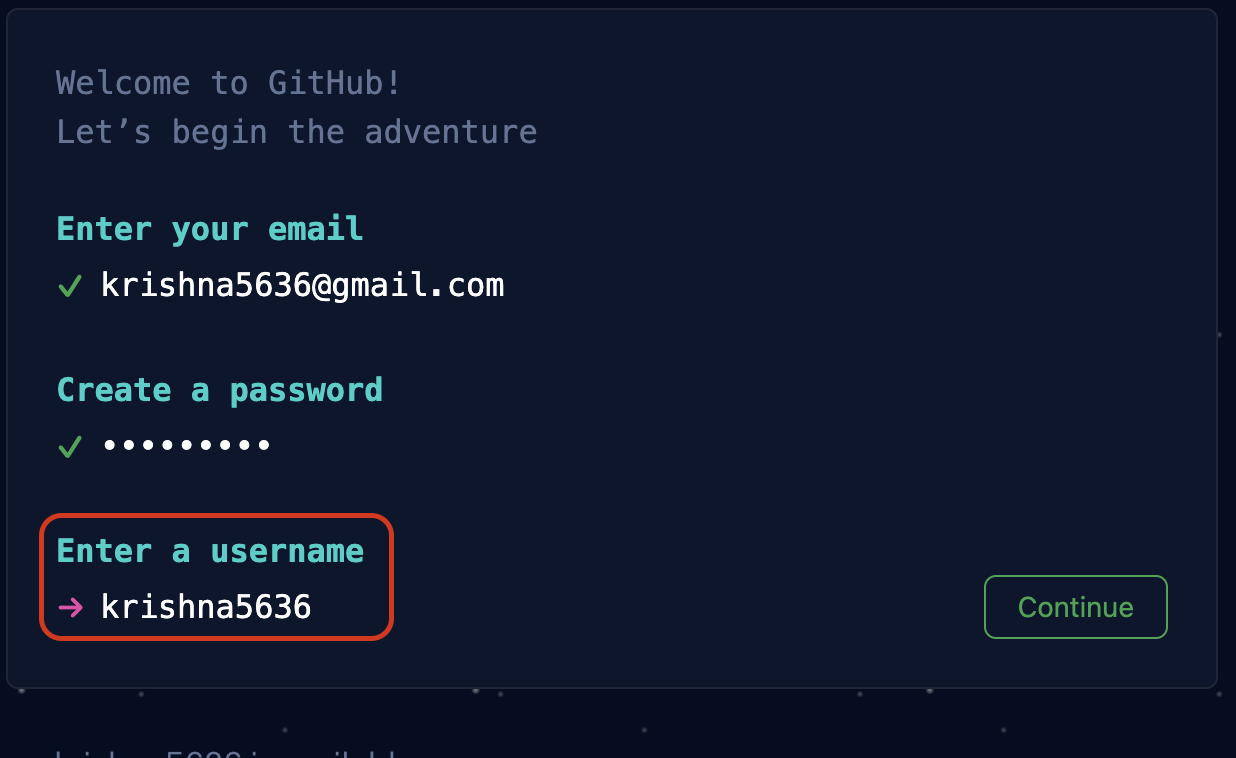 Welcome to GitHub!
Let’s begin the adventure
Enter your email
krishna5636@gmail.com
Create a password
•••••••••
Enter a username
→ krishna5636
Continue